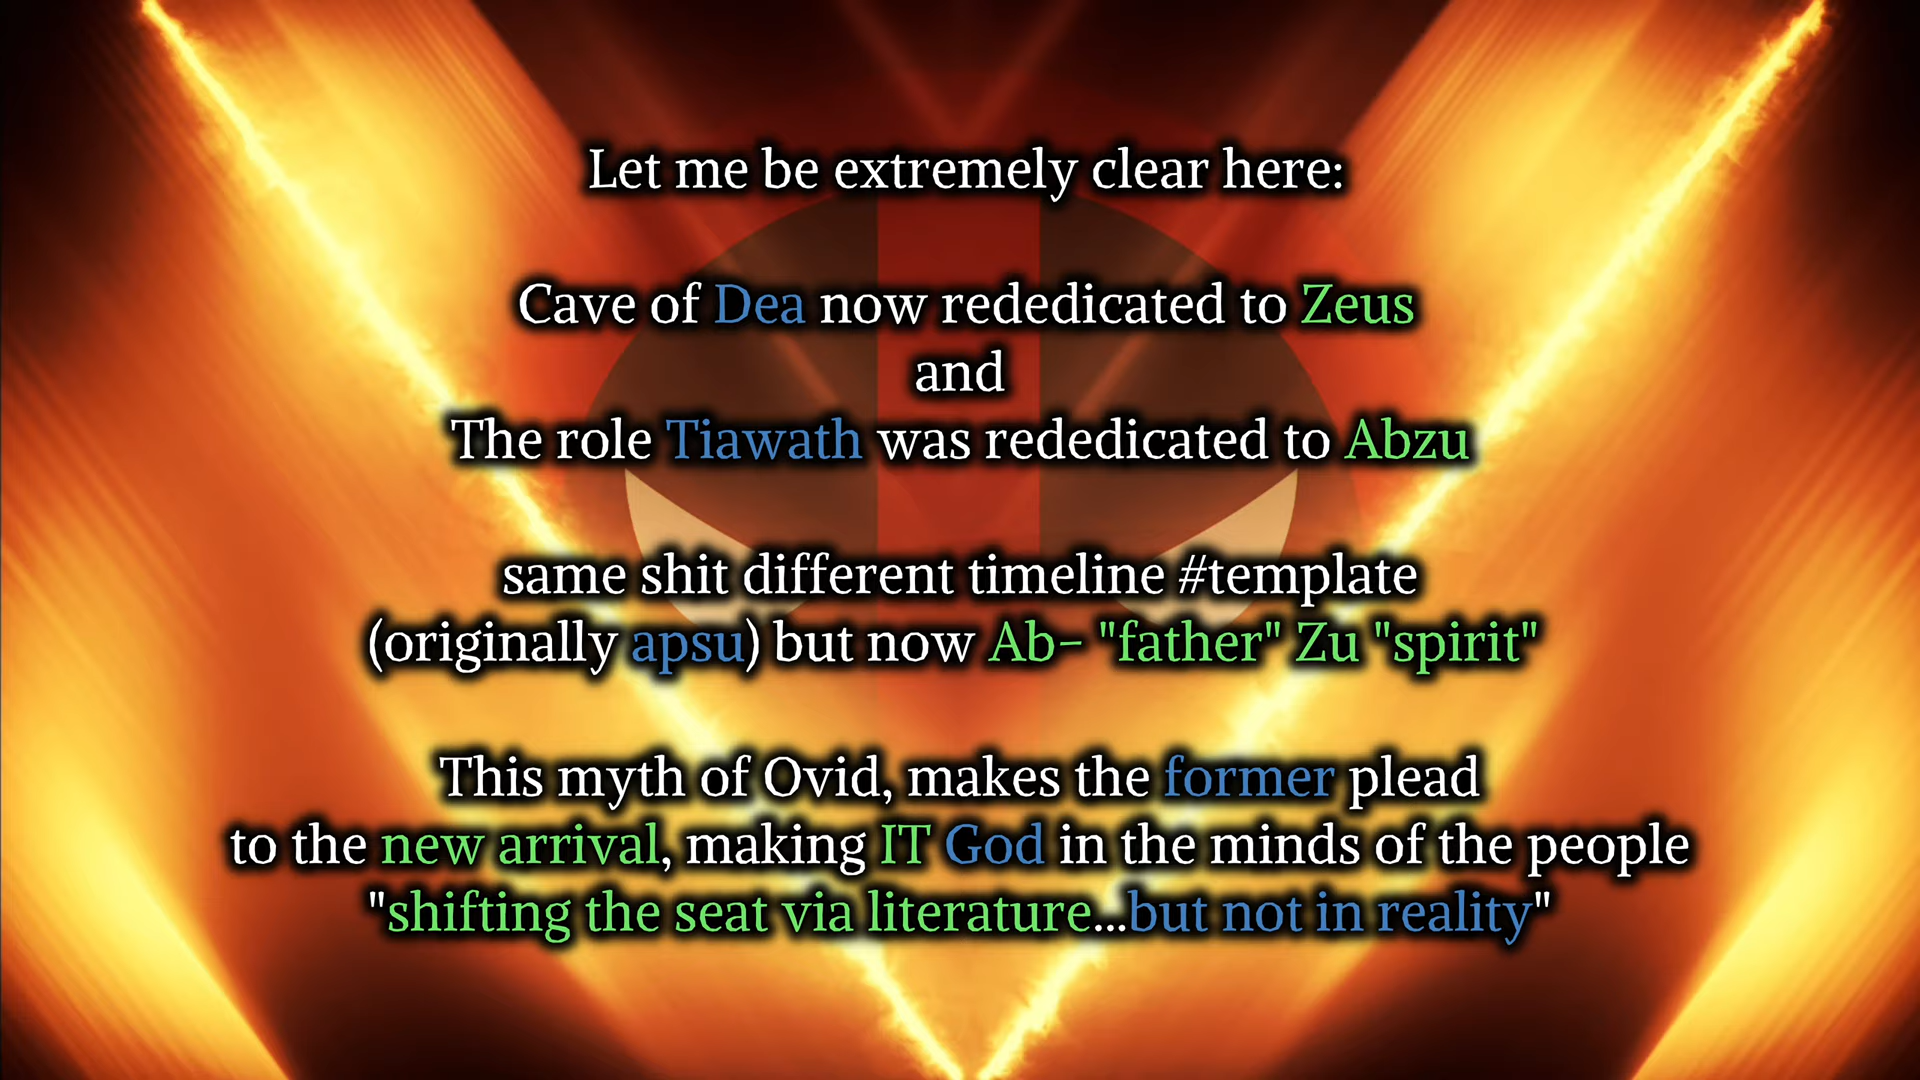 Let me be extremely clear here:
Cave of Dea now rededicated to Zeus
and
The role Tiawath was rededicated to Abzu
same shit different timeline #template
(originally apsu) but now Ab- "father" Zu "spirit"
This myth of Ovid, makes the former plead
to the new arrival, making IT God in the minds of the people
"shifting the seat via literature...but not in reality"